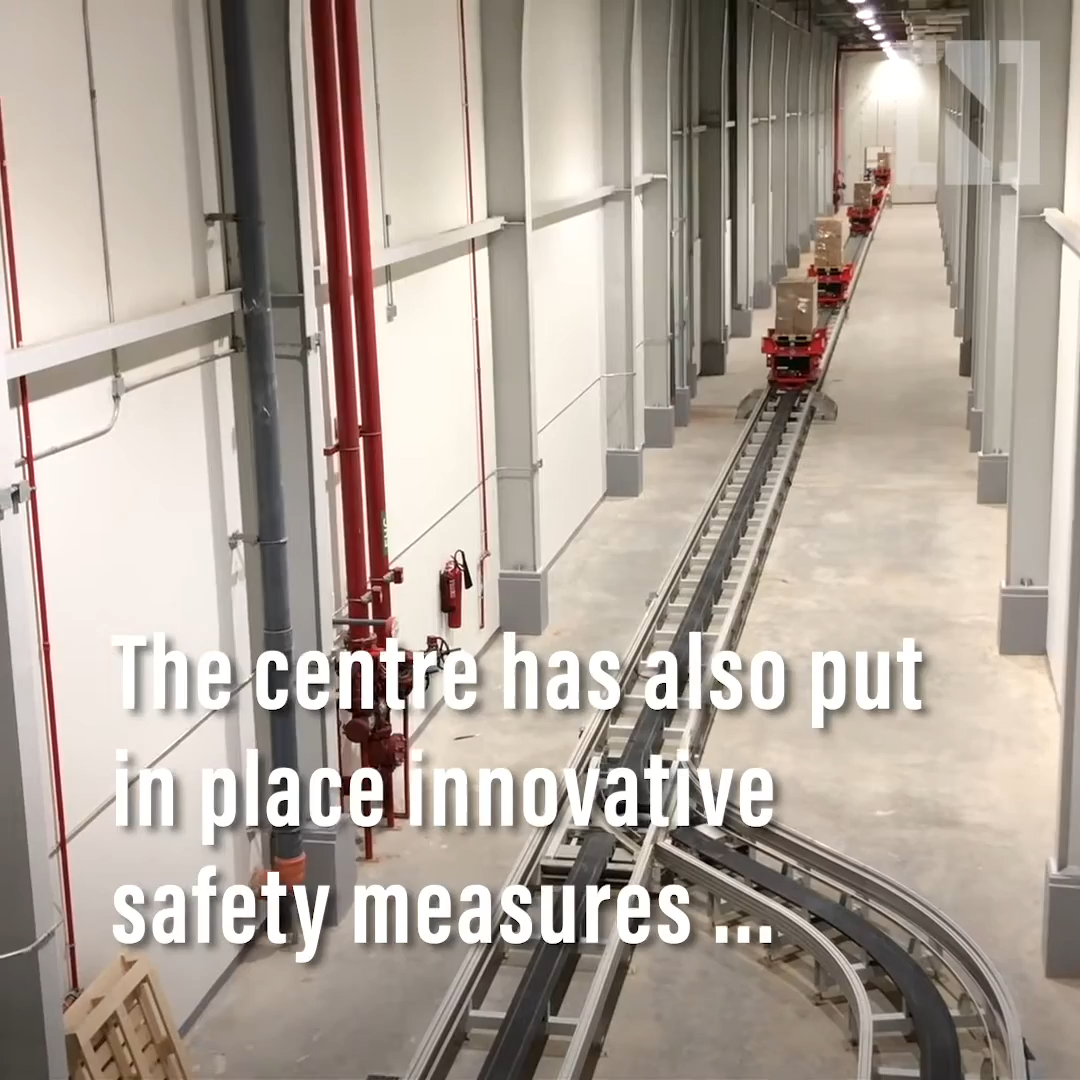 The centre has also put
in place innovative
safety measures ...